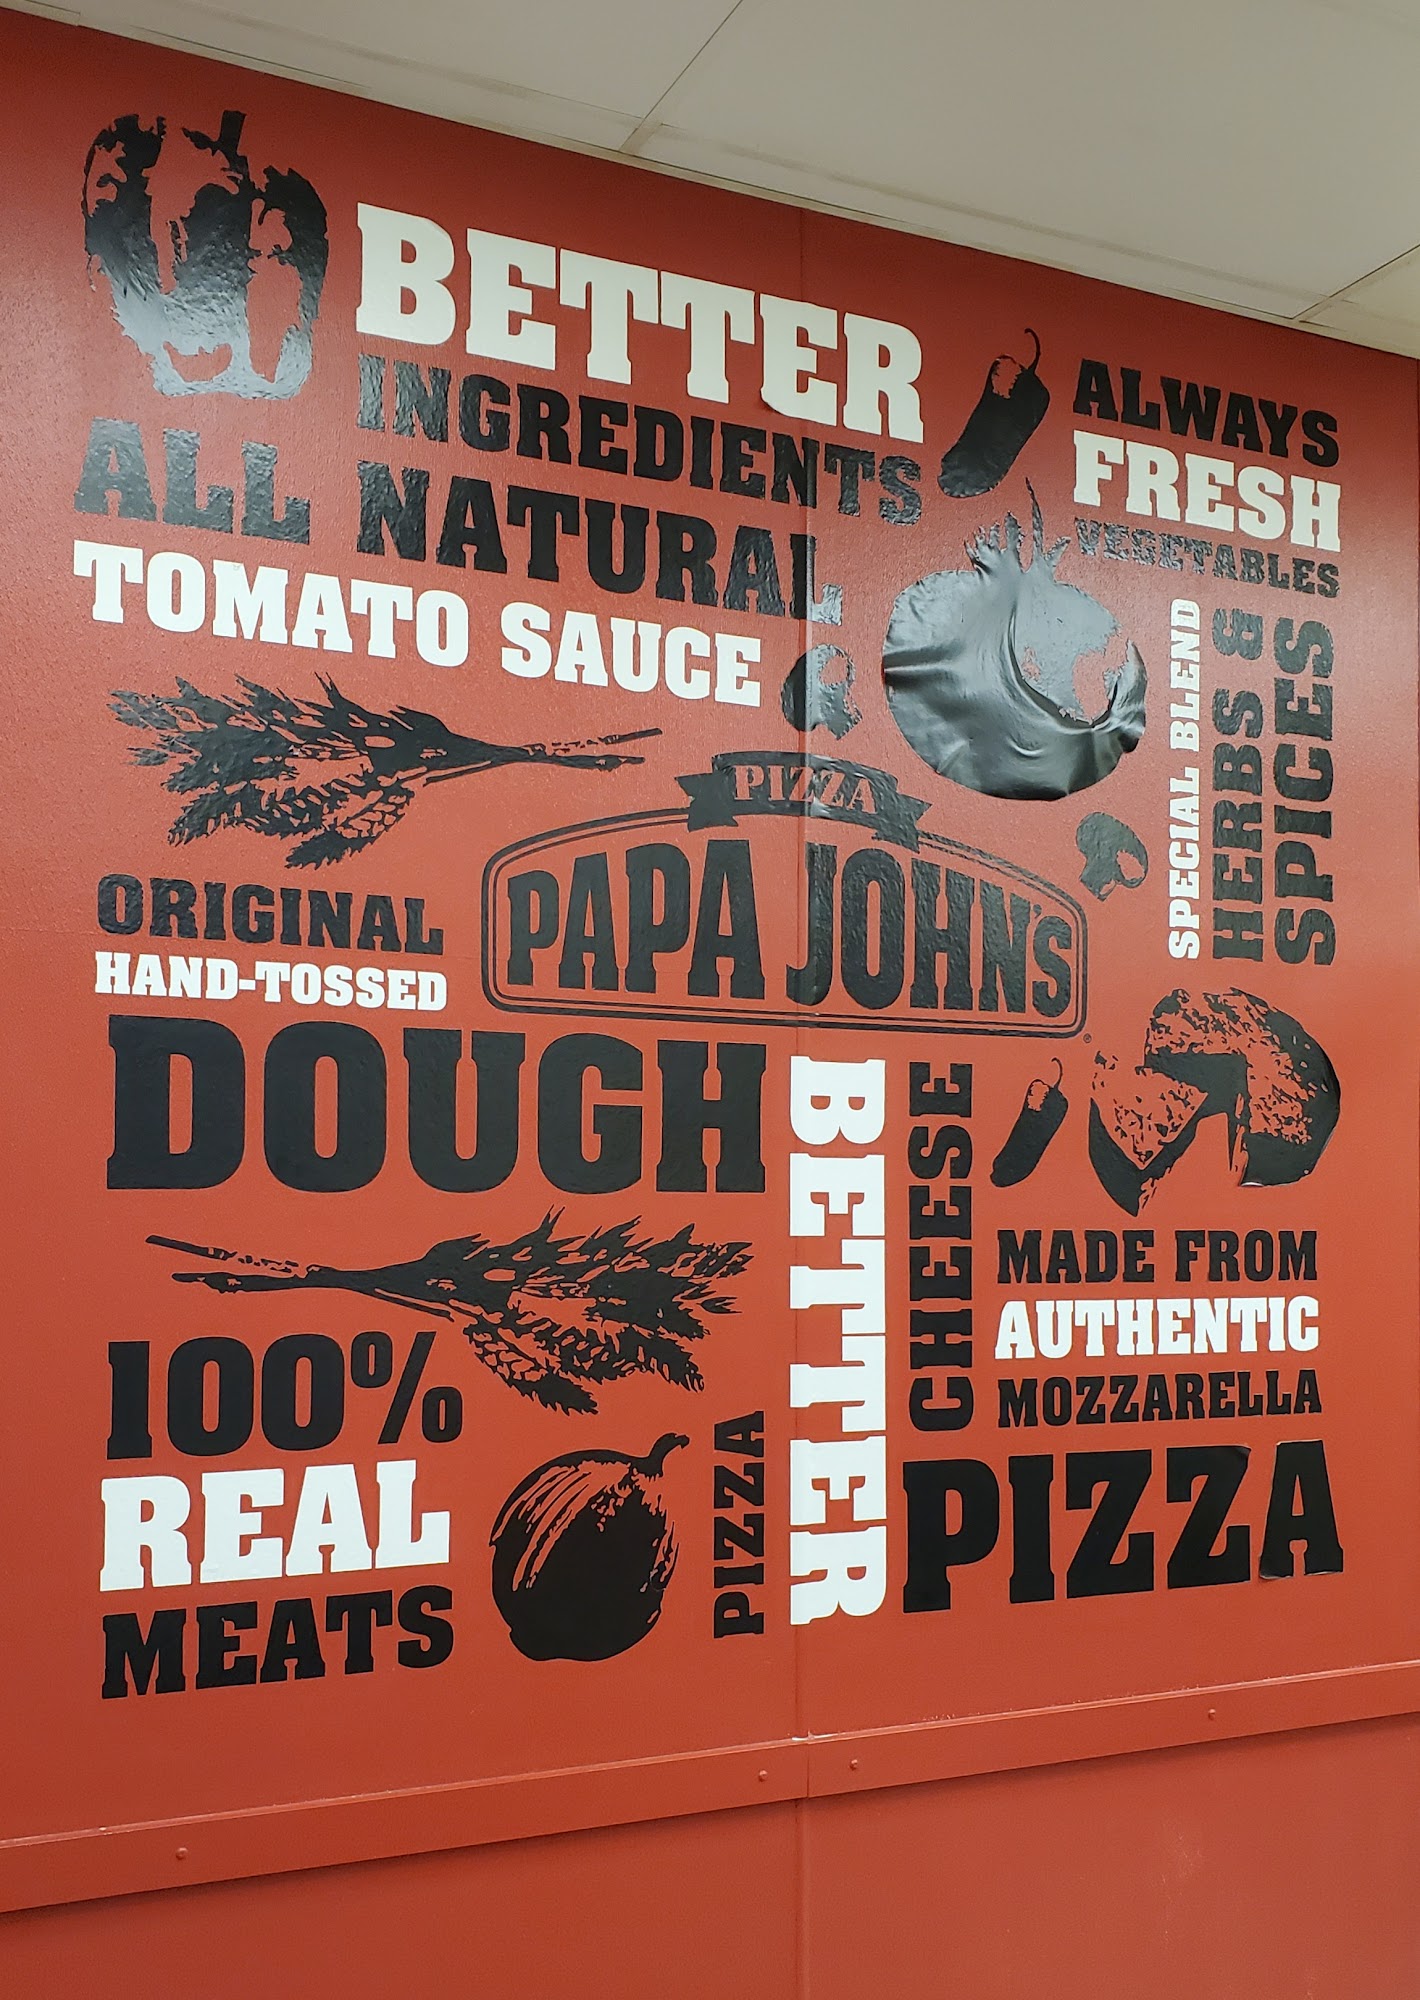 BETTER
INGREDIENTS
ALL NATURAL
TOMATO SAUCE
ALWAYS
FRESH
VEGETABLES
SPECIAL BLEND
HERBS &
SPICES
PIZZA
PAPA JOHN'S
®
ORIGINAL
HAND-TOSSED
DOUGH
100%
REAL
MEATS
PIZZA
BETTER
CHEESE
MADE FROM
AUTHENTIC
MOZZARELLA
PIZZA